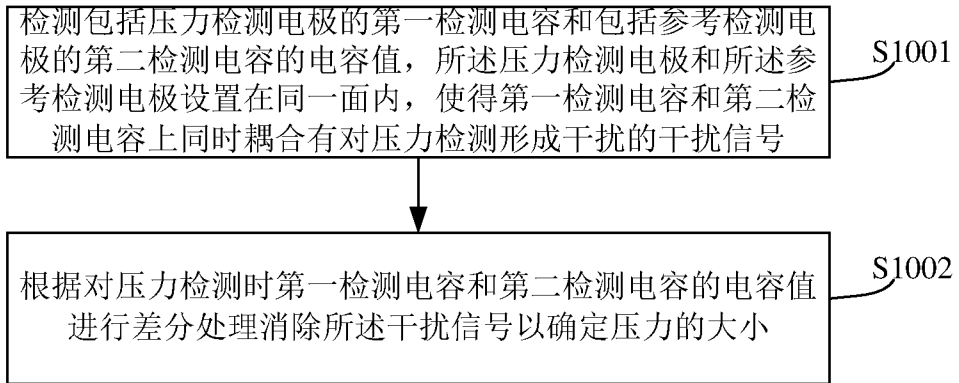 检测包括压力检测电极的第一检测电容和包括参考检测电
极的第二检测电容的电容值，所述压力检测电极和所述参
考检测电极设置在同一面内，使得第一检测电容和第二检
测电容上同时耦合有对压力检测形成干扰的干扰信号
S1001
根据对压力检测时第一检测电容和第二检测电容的电容值
进行差分处理消除所述干扰信号以确定压力的大小
S1002